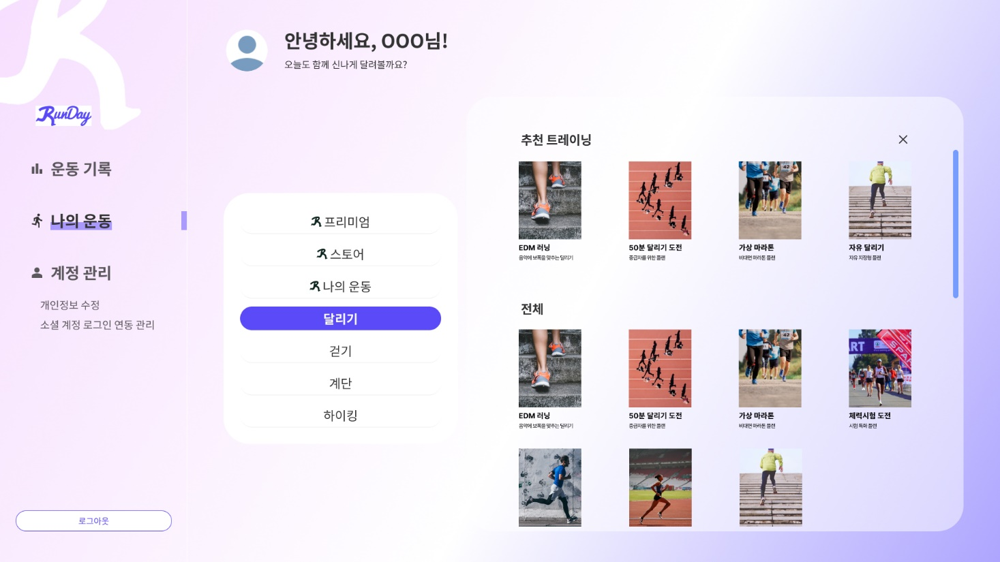 안녕하세요, OOO님!
오늘도 함께 신나게 달려볼까요?
RunDay
운동 기록
나의 운동
계정 관리
개인정보 수정
소셜 계정 로그인 연동 관리
로그아웃
프리미엄
스토어
나의 운동
달리기
걷기
계단
하이킹
추천 트레이닝
EDM 러닝
음악에 보폭을 맞추는 달리기
50분 달리기 도전
중급자를 위한 플랜
42
가상 마라톤
비대면 마라톤 플랜
자유 달리기
자유 지정형 플랜
전체
EDM 러닝
음악에 보폭을 맞추는 달리기
50분 달리기 도전
중급자를 위한 플랜
42
가상 마라톤
비대면 마라톤 플랜
ART
SPA
체력시험 도전
시험 특화 플랜